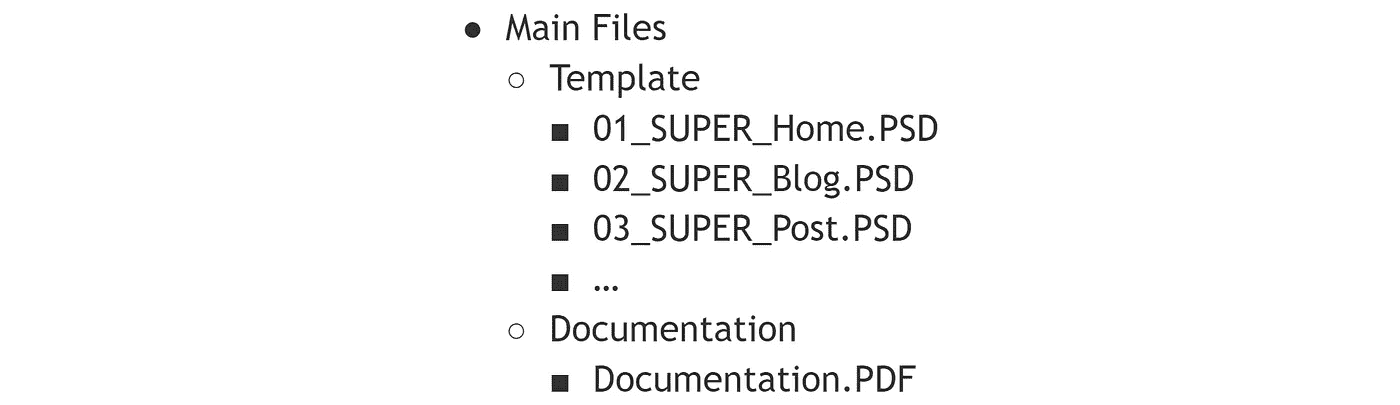 ● Main Files
○ Template
■ 01_SUPER_Home.PSD
■ 02_SUPER_Blog.PSD
■ 03_SUPER_Post.PSD
■ ...
○ Documentation
■ Documentation.PDF